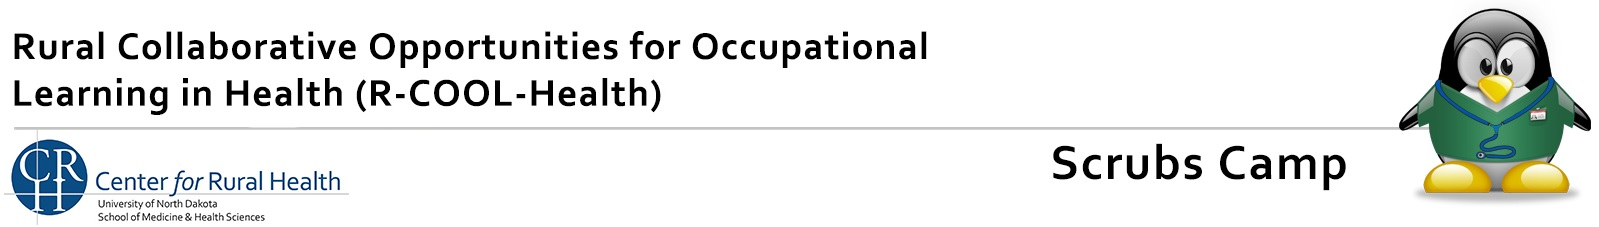 Rural Collaborative Opportunities for Occupational
Learning in Health (R-COOL-Health)
CR
H
Center for Rural Health
University of North Dakota
School of Medicine & Health Sciences
Scrubs Camp